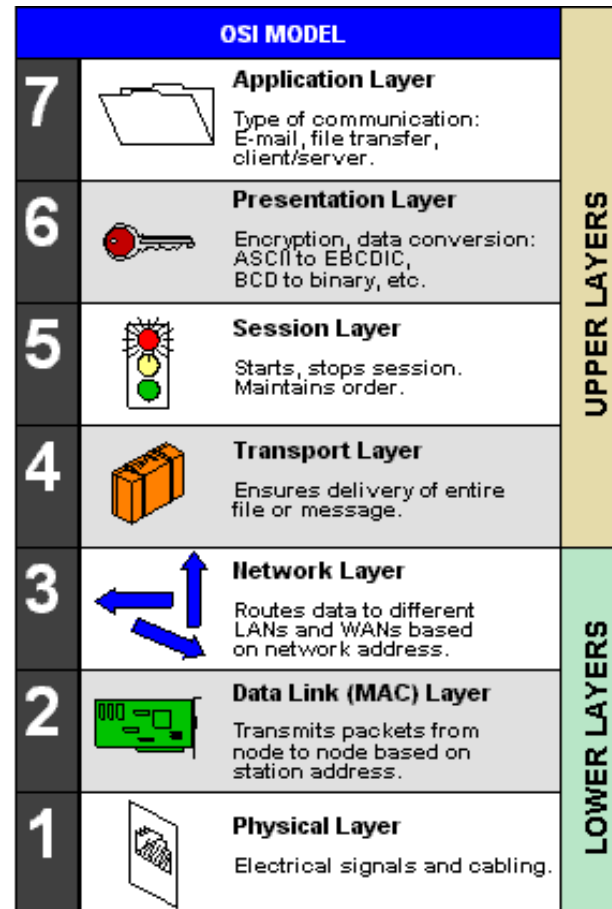 OSI MODEL
7
Application Layer
Type of communication:
E-mail, file transfer,
client/server.
6
Presentation Layer
Encryption, data conversion:
ASCII to EBCDIC,
BCD to binary, etc.
5
Session Layer
Starts, stops session.
Maintains order.
4
Transport Layer
Ensures delivery of entire
file or message.
UPPER LAYERS
3
Network Layer
Routes data to different
LANs and WANs based
on network address.
2
Data Link (MAC) Layer
Transmits packets from
node to node based on
station address.
1
Physical Layer
Electrical signals and cabling.
LOWER LAYERS